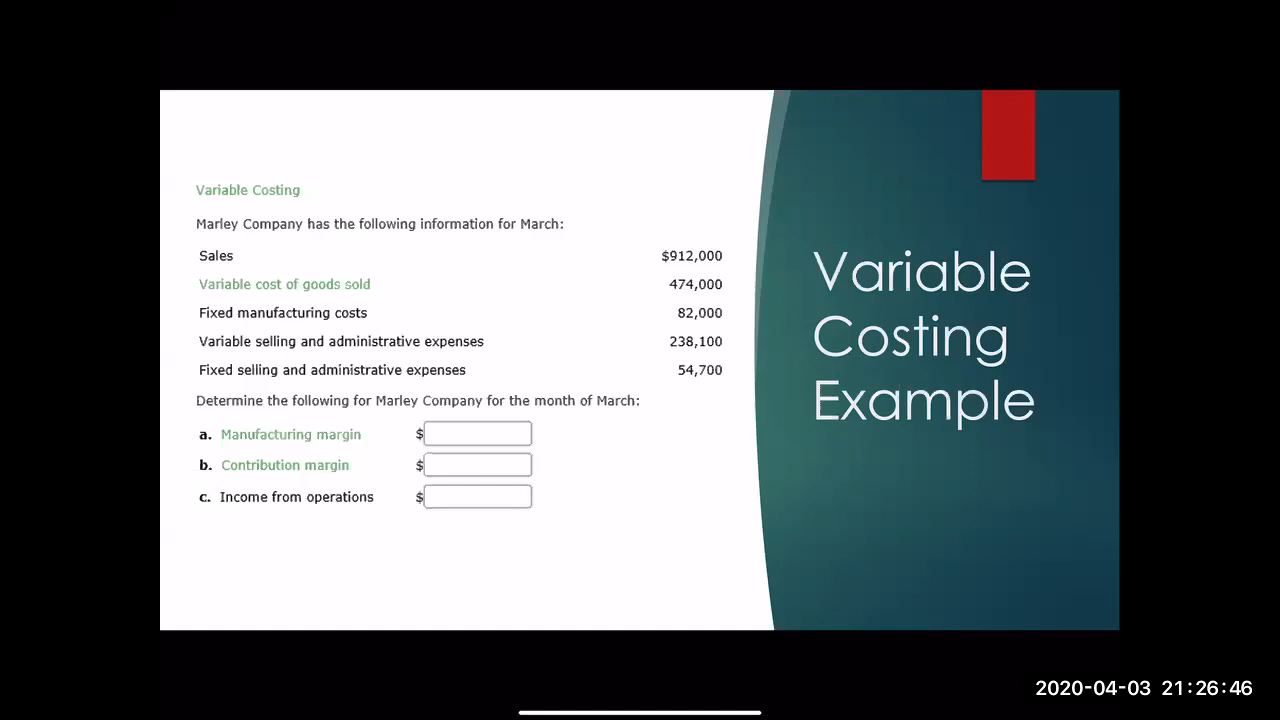 Variable Costing
Marley Company has the following information for March:
Sales $912,000
Variable cost of goods sold 474,000
Fixed manufacturing costs 82,000
Variable selling and administrative expenses 238,100
Fixed selling and administrative expenses 54,700
Determine the following for Marley Company for the month of March:
a. Manufacturing margin $
b. Contribution margin $
c. Income from operations $
Variable
Costing
Example
2020-04-03 21:26:46